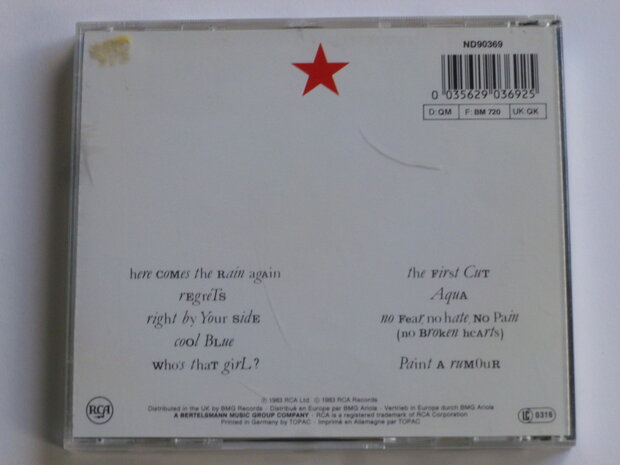 ND90369
0 035629 036925
D: QM F: BM 720 UK: QK
here COMes the Rain again
rEgréTS
right by Your SidE
coOl BLue
WhO's thaT girL?
the First CuT
AquA
no Fear, no hate, NO Pain
(no BroKen heArts)
Paint A ruMOuR
RCA
℗ 1983 RCA Ltd. © 1983 RCA Records
Distributed in the UK by BMG Records · Distribué en Europe par BMG Ariola · Vertrieb in Europe durch BMG Ariola
A BERTELSMANN MUSIC GROUP COMPANY · RCA is a registered trademark of RCA Corporation
Printed in Germany by TOPAC · Imprimé en Allemagne par TOPAC
LC 0316